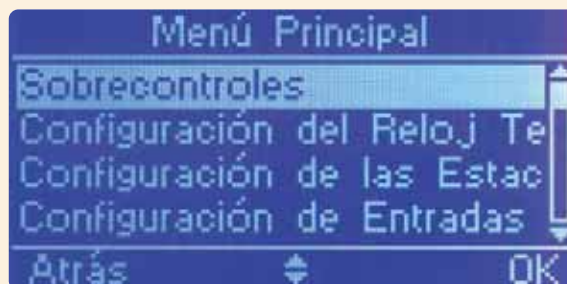 Menú Principal
Sobrecontroles
Configuración del Reloj Te
Configuración de las Estac
Configuración de Entradas
Atrás OK